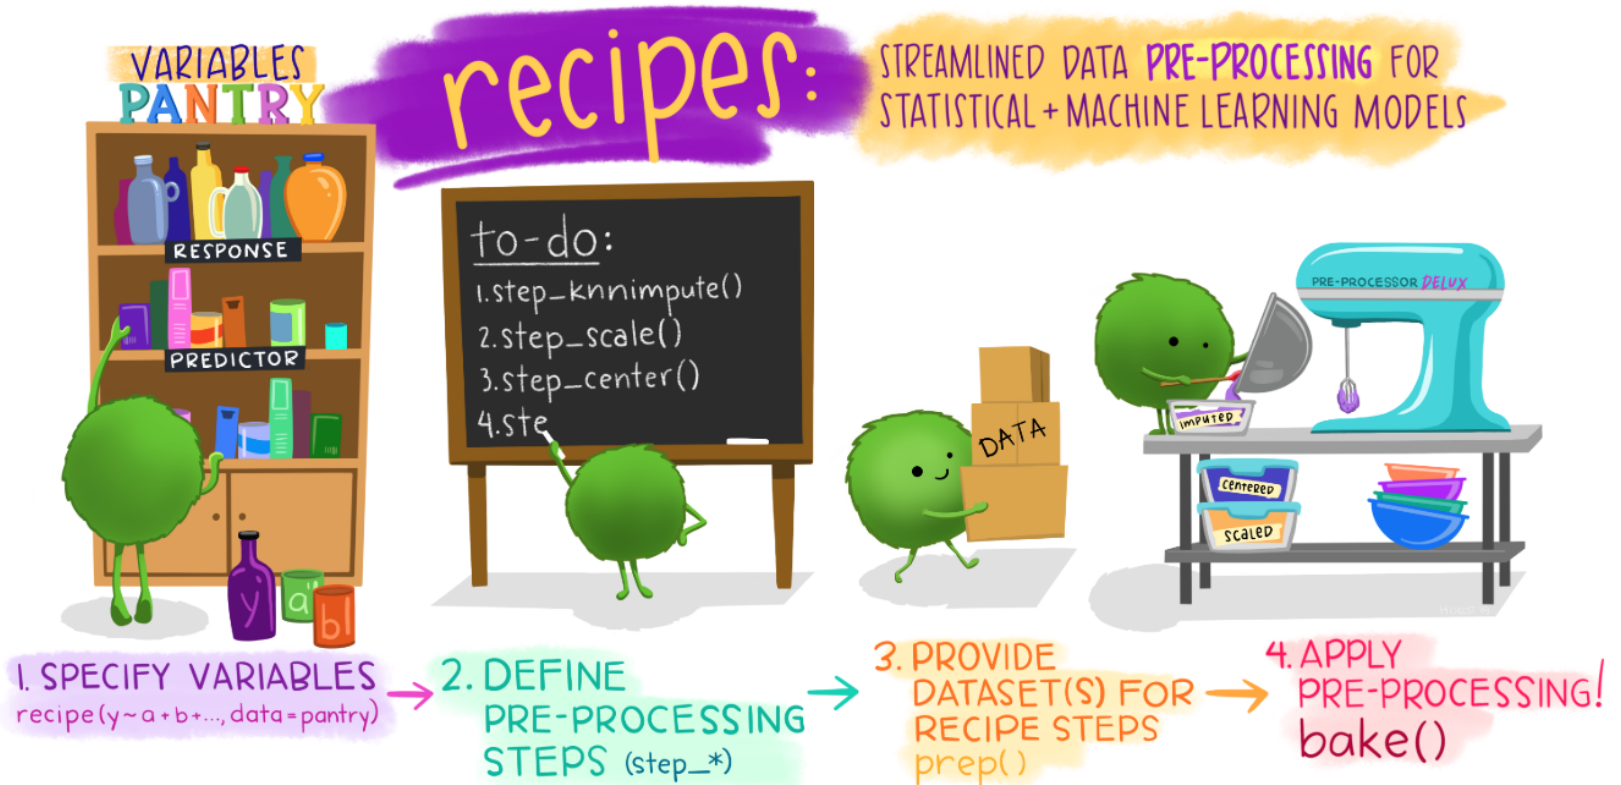 VARIABLES
PANTRY
recipes:
STREAMLINED DATA PRE-PROCESSING FOR
STATISTICAL + MACHINE LEARNING MODELS
RESPONSE
PREDICTOR
y
a
b
to-do:
1.step_knnimpute()
2.step_scale()
3.step_center()
4.ste
DATA
PRE-PROCESSOR DELUX
IMPUTED
CENTERED
SCALED
1. SPECIFY VARIABLES
recipe(y~a+b+..., data=pantry)
2. DEFINE
PRE-PROCESSING
STEPS (step_*)
3. PROVIDE
DATASET(S) FOR
RECIPE STEPS
prep()
4. APPLY
PRE-PROCESSING!
bake()